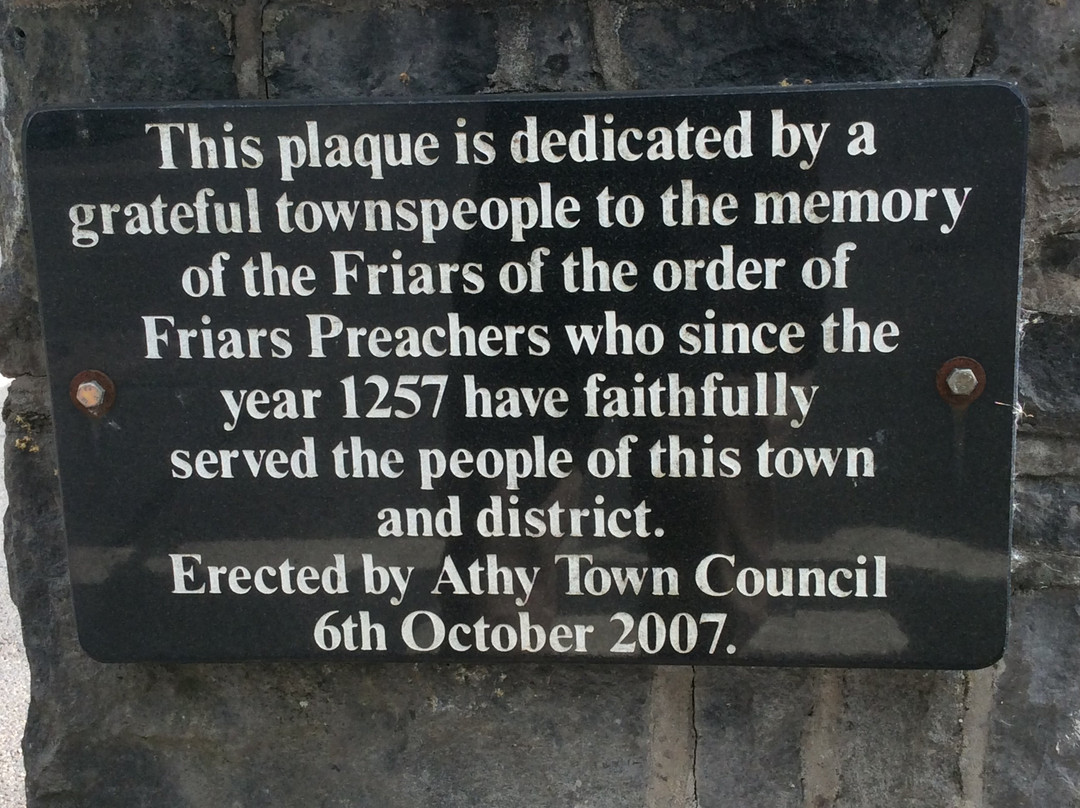 This plaque is dedicated by a
grateful townspeople to the memory
of the Friars of the order of
Friars Preachers who since the
year 1257 have faithfully
served the people of this town
and district.
Erected by Athy Town Council
6th October 2007.